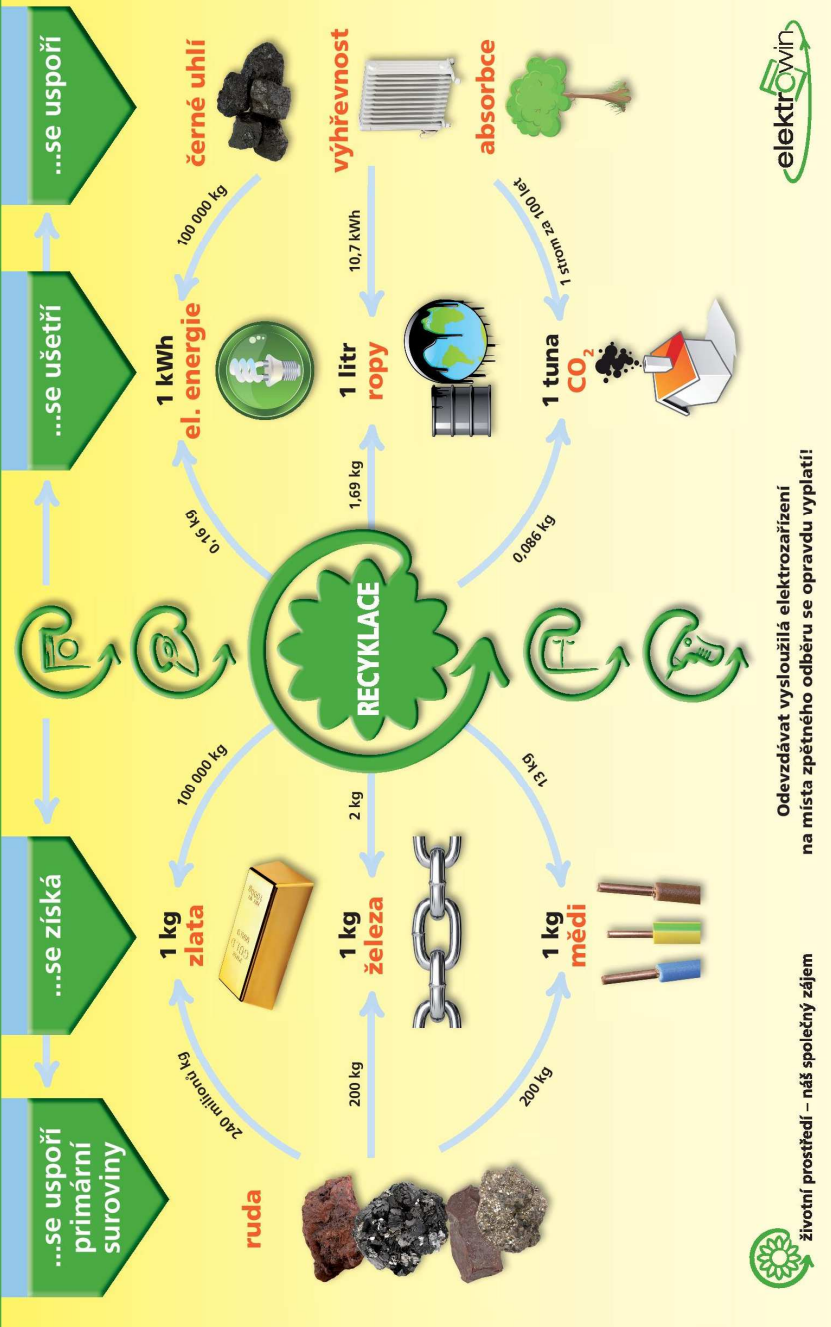 ...se uspoří
primární
suroviny
...se získá
...se ušetří
...se uspoří
ruda
240 milionů kg
200 kg
200 kg
1 kg
zlata
1 kg
železa
1 kg
mědi
100 000 kg
2 kg
13 kg
RECYKLACE
0,16 kg
1,69 kg
0,086 kg
1 kWh
el. energie
1 litr
ropy
1 tuna
CO₂
100 000 kg
10,7 kWh
1 strom za 100 let
černé uhlí
výhřevnost
absorbce
životní prostředí – náš společný zájem
Odevzdávat vysloužilá elektrozařízení
na místa zpětného odběru se opravdu vyplatí!
elektrowin